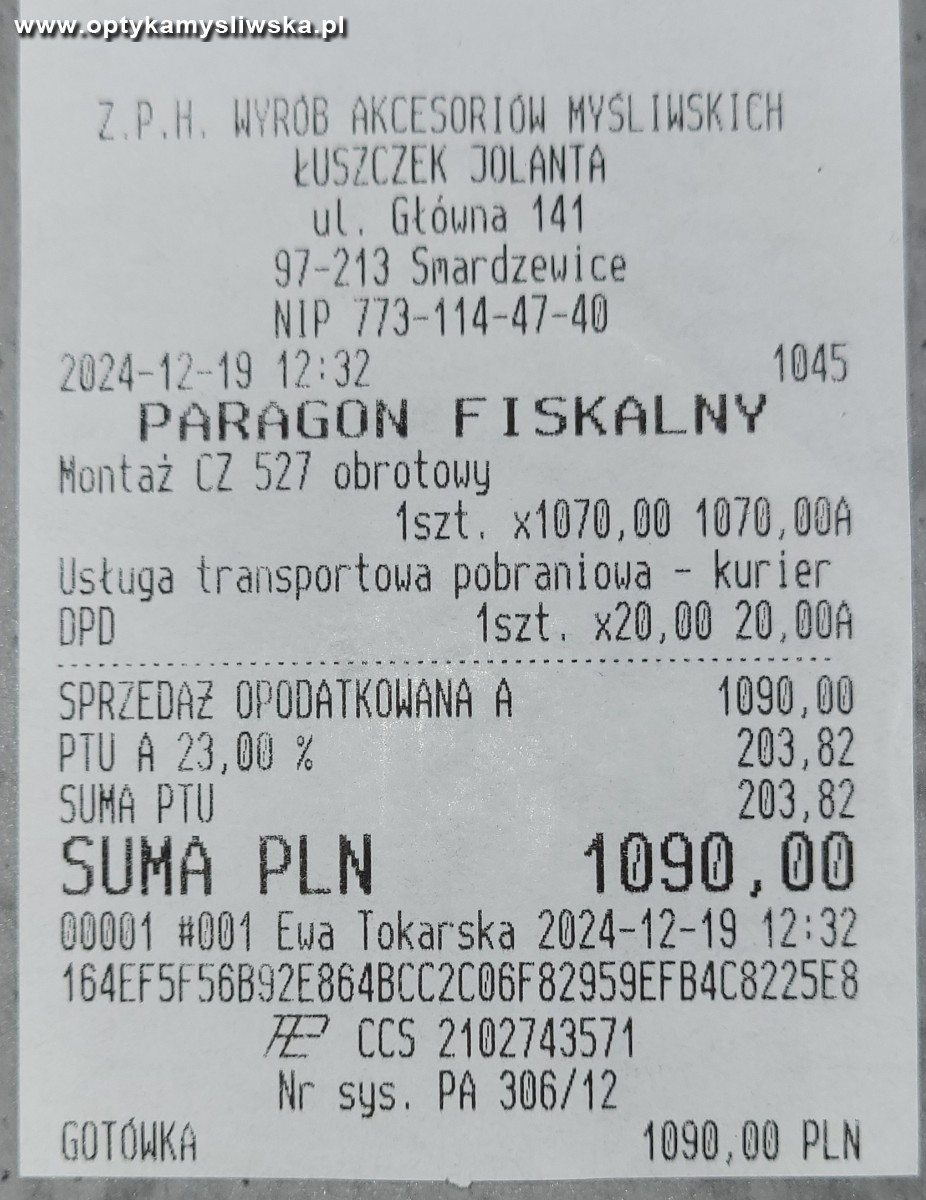 www.optykamysliwska.pl
Z.P.H. WYRÓB AKCESORIÓW MYŚLIWSKICH
ŁUSZCZEK JOLANTA
ul. Główna 141
97-213 Smardzewice
NIP 773-114-47-40
2024-12-19 12:32 1045
PARAGON FISKALNY
Montaż CZ 527 obrotowy
1szt. x1070,00 1070,00A
Usługa transportowa pobraniowa - kurier
DPD 1szt. x20,00 20,00A
SPRZEDAŻ OPODATKOWANA A 1090,00
PTU A 23,00 % 203,82
SUMA PTU 203,82
SUMA PLN 1090,00
00001 #001 Ewa Tokarska 2024-12-19 12:32
164EF5F56B92E864BCC2C06F82959EFB4C8225E8
CCS 2102743571
Nr sys. PA 306/12
GOTÓWKA 1090,00 PLN